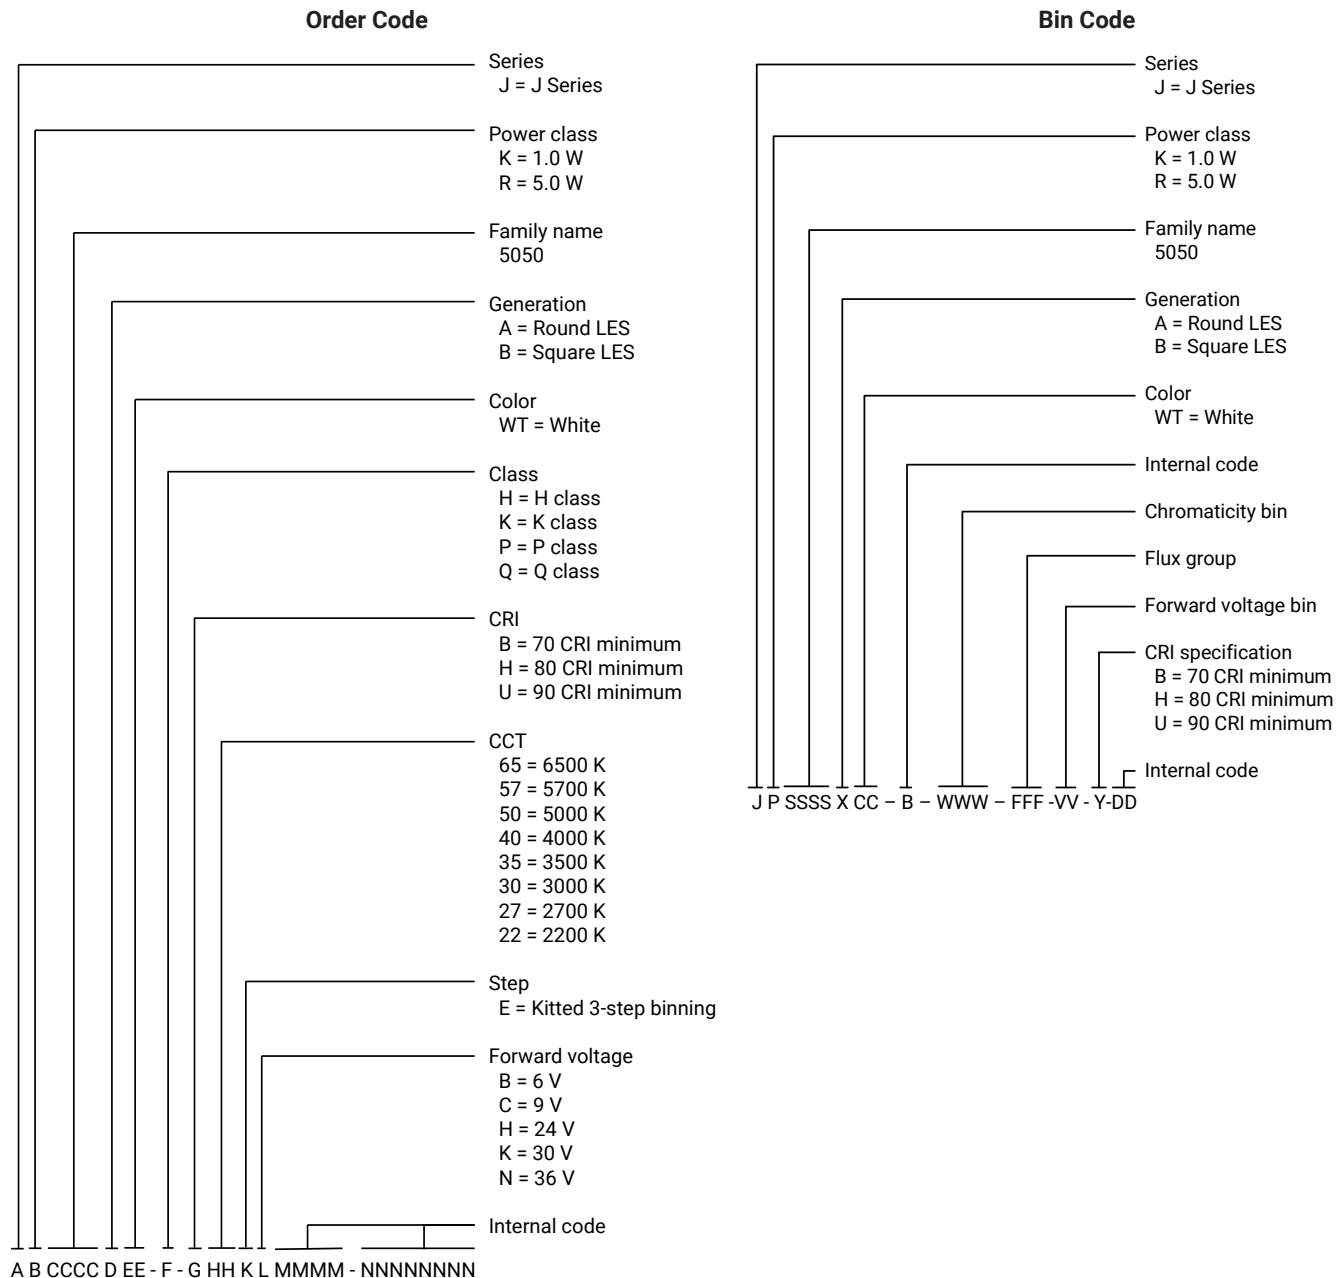 Order Code
Series
J = J Series
Power class
K = 1.0 W
R = 5.0 W
Family name
5050
Generation
A = Round LES
B = Square LES
Color
WT = White
Class
H = H class
K = K class
P = P class
Q = Q class
CRI
B = 70 CRI minimum
H = 80 CRI minimum
U = 90 CRI minimum
CCT
65 = 6500 K
57 = 5700 K
50 = 5000 K
40 = 4000 K
35 = 3500 K
30 = 3000 K
27 = 2700 K
22 = 2200 K
Step
E = Kitted 3-step binning
Forward voltage
B = 6 V
C = 9 V
H = 24 V
K = 30 V
N = 36 V
Internal code
A B CCCC D EE - F - G HH K L MMMM - NNNNNNNN
Bin Code
Series
J = J Series
Power class
K = 1.0 W
R = 5.0 W
Family name
5050
Generation
A = Round LES
B = Square LES
Color
WT = White
Internal code
Chromaticity bin
Flux group
Forward voltage bin
CRI specification
B = 70 CRI minimum
H = 80 CRI minimum
U = 90 CRI minimum
Internal code
J P SSSS X CC – B – WWW – FFF -VV - Y-DD